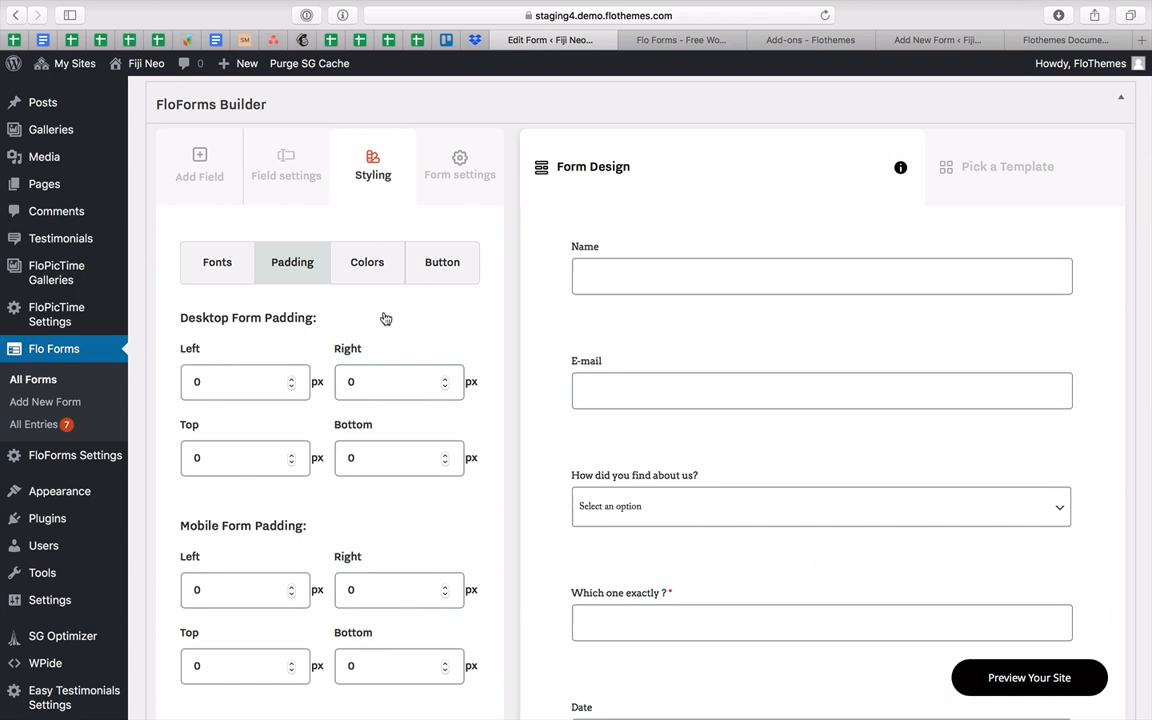 staging4.demo.flothemes.com
SM
Edit Form ‹ Fiji Neo...
Flo Forms - Free Wo...
Add-ons - Flothemes
Add New Form ‹ Fiji...
Flothemes Docume...
My Sites
Fiji Neo
0
New
Purge SG Cache
Howdy, FloThemes
Posts
Galleries
Media
Pages
Comments
Testimonials
FloPicTime
Galleries
FloPicTime
Settings
Flo Forms
All Forms
Add New Form
All Entries 7
FloForms Settings
Appearance
Plugins
Users
Tools
Settings
SG Optimizer
WPide
Easy Testimonials
Settings
FloForms Builder
Add Field
Field settings
Styling
Form settings
Fonts
Padding
Colors
Button
Desktop Form Padding:
Left
Right
0 px
0 px
Top
Bottom
0 px
0 px
Mobile Form Padding:
Left
Right
0 px
0 px
Top
Bottom
0 px
0 px
Form Design
Pick a Template
Name
E-mail
How did you find about us?
Select an option
Which one exactly ? *
Date
Preview Your Site